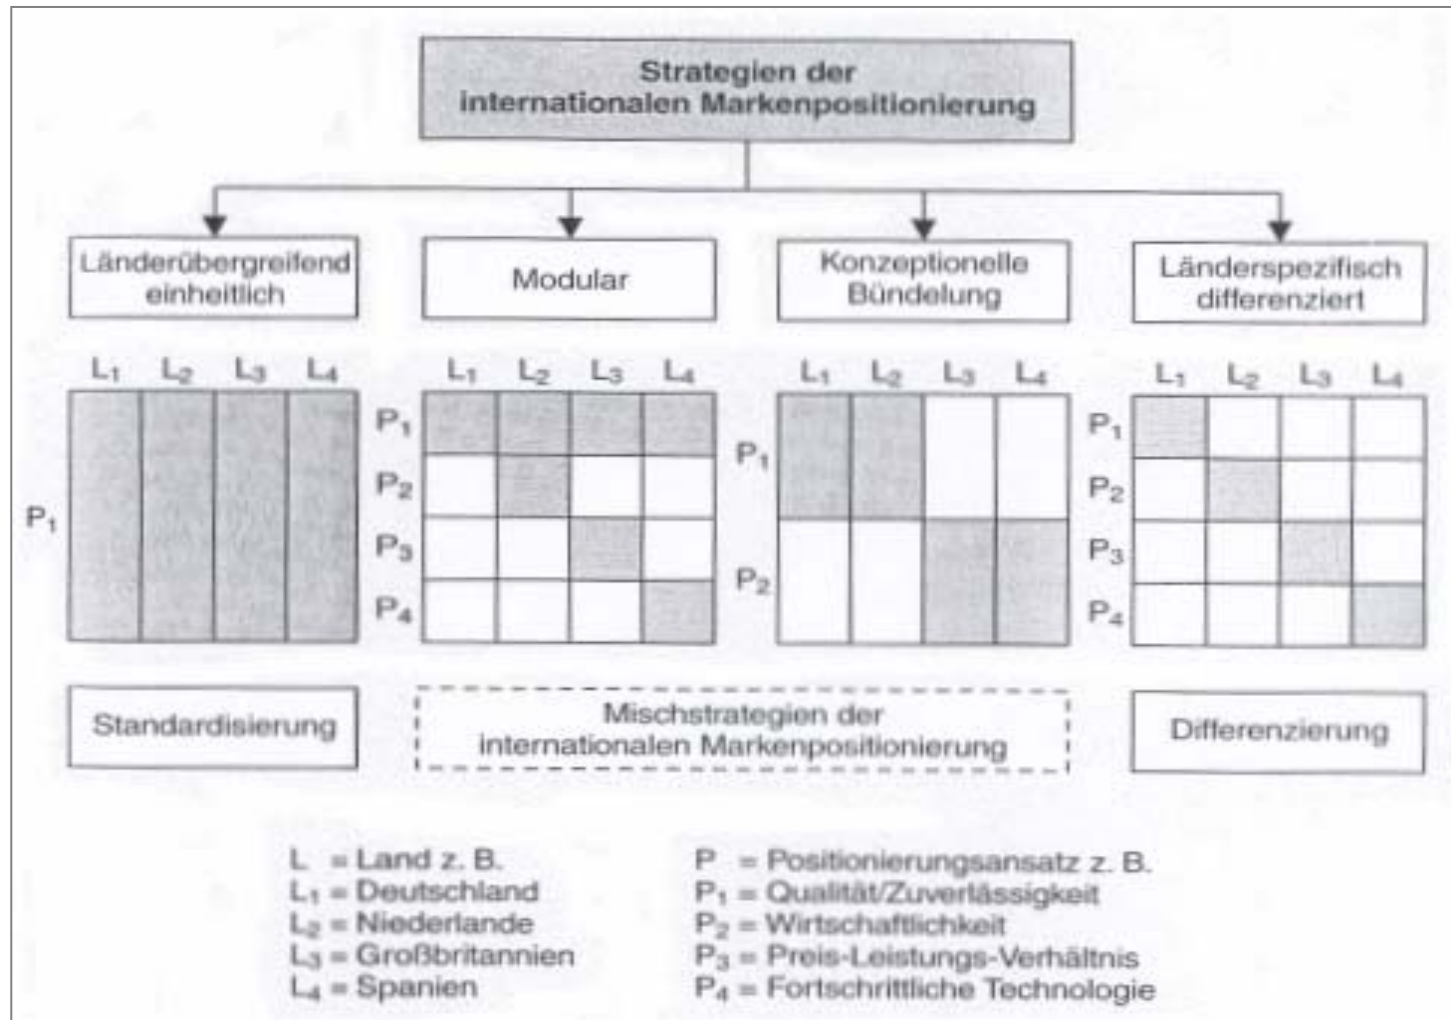 Strategien der
internationalen Markenpositionierung
Länderübergreifend
einheitlich
Modular
Konzeptionelle
Bündelung
Länderspezifisch
differenziert
L₁ L₂ L₃ L₄
P₁
L₁ L₂ L₃ L₄
P₁
P₂
P₃
P₄
L₁ L₂ L₃ L₄
P₁
P₂
L₁ L₂ L₃ L₄
P₁
P₂
P₃
P₄
Standardisierung
Mischstrategien der
internationalen Markenpositionierung
Differenzierung
L = Land z. B.
L₁ = Deutschland
L₂ = Niederlande
L₃ = Großbritannien
L₄ = Spanien
P = Positionierungsansatz z. B.
P₁ = Qualität/Zuverlässigkeit
P₂ = Wirtschaftlichkeit
P₃ = Preis-Leistungs-Verhältnis
P₄ = Fortschrittliche Technologie